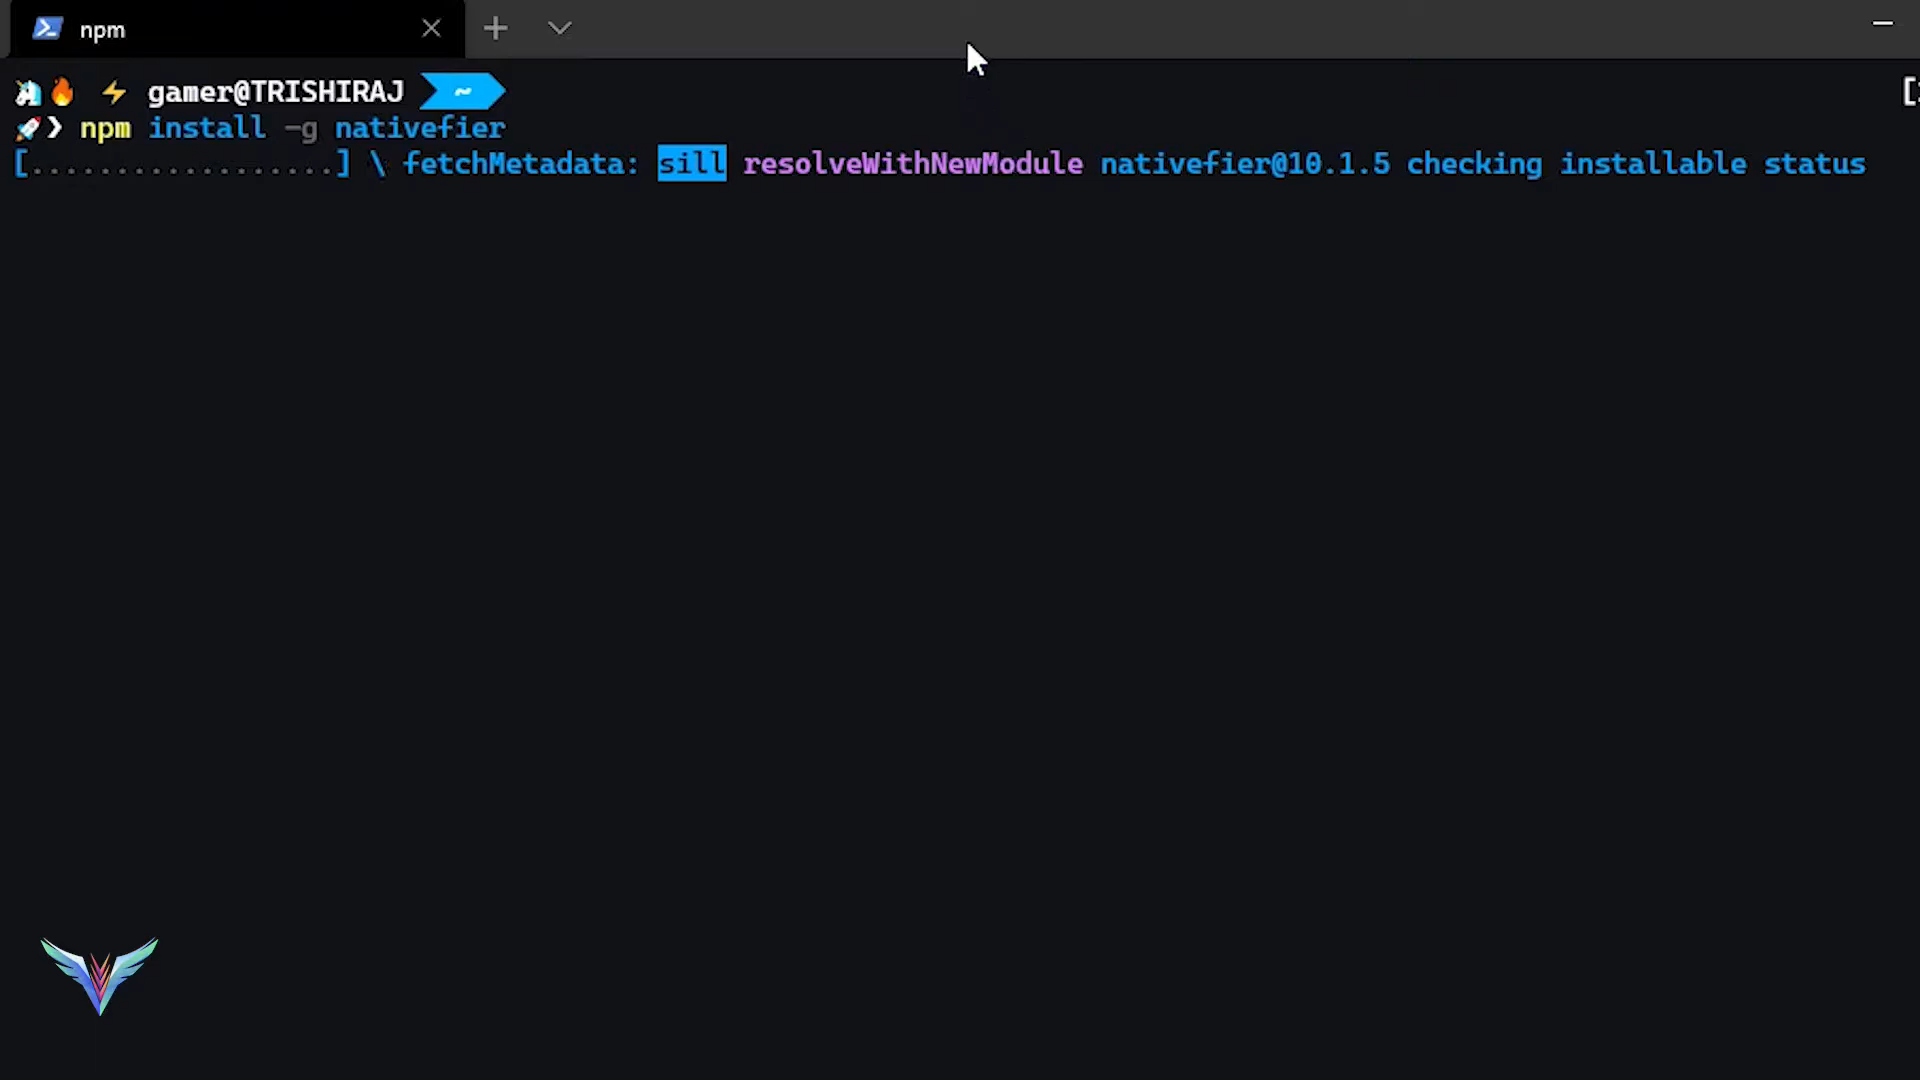 npm
gamer@TRISHIRAJ ~
❯ npm install -g nativefier
[..................] \ fetchMetadata: sill resolveWithNewModule nativefier@10.1.5 checking installable status